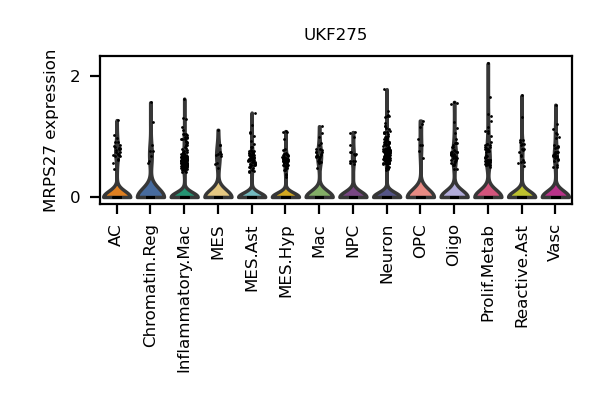 UKF275
MRPS27 expression
2
0
AC
Chromatin.Reg
Inflammatory.Mac
MES
MES.Ast
MES.Hyp
Mac
NPC
Neuron
OPC
Oligo
Prolif.Metab
Reactive.Ast
Vasc